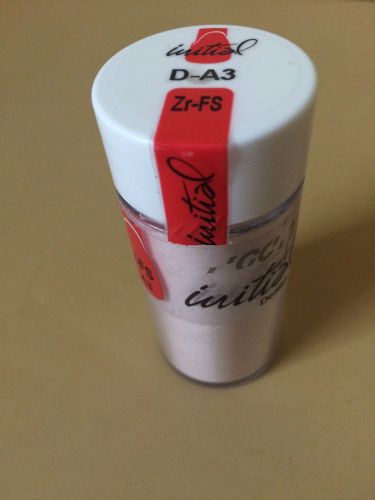 initial
D-A3
Zr-FS
initial
GC
initial